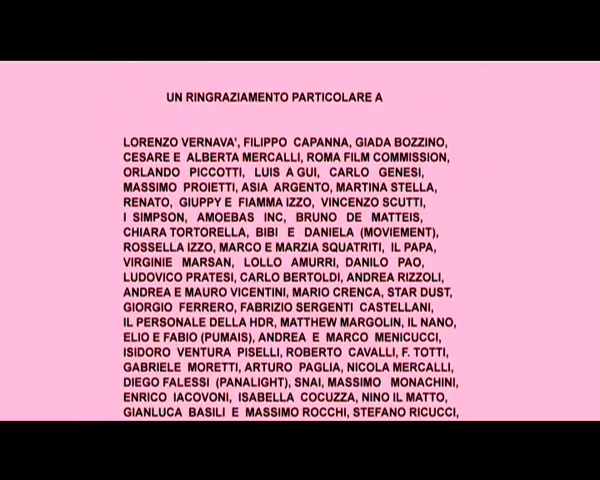 UN RINGRAZIAMENTO PARTICOLARE A
LORENZO VERNAVA', FILIPPO CAPANNA, GIADA BOZZINO,
CESARE E ALBERTA MERCALLI, ROMA FILM COMMISSION,
ORLANDO PICCOTTI, LUIS A GUI, CARLO GENESI,
MASSIMO PROIETTI, ASIA ARGENTO, MARTINA STELLA,
RENATO, GIUPPY E FIAMMA IZZO, VINCENZO SCUTTI,
I SIMPSON, AMOEBAS INC, BRUNO DE MATTEIS,
CHIARA TORTORELLA, BIBI E DANIELA (MOVIEMENT),
ROSSELLA IZZO, MARCO E MARZIA SQUATRITI, IL PAPA,
VIRGINIE MARSAN, LOLLO AMURRI, DANILO PAO,
LUDOVICO PRATESI, CARLO BERTOLDI, ANDREA RIZZOLI,
ANDREA E MAURO VICENTINI, MARIO CRENCA, STAR DUST,
GIORGIO FERRERO, FABRIZIO SERGENTI CASTELLANI,
IL PERSONALE DELLA HDR, MATTHEW MARGOLIN, IL NANO,
ELIO E FABIO (PUMAIS), ANDREA E MARCO MENICUCCI,
ISIDORO VENTURA PISELLI, ROBERTO CAVALLI, F. TOTTI,
GABRIELE MORETTI, ARTURO PAGLIA, NICOLA MERCALLI,
DIEGO FALESSI (PANALIGHT), SNAI, MASSIMO MONACHINI,
ENRICO IACOVONI, ISABELLA COCUZZA, NINO IL MATTO,
GIANLUCA BASILI E MASSIMO ROCCHI, STEFANO RICUCCI,